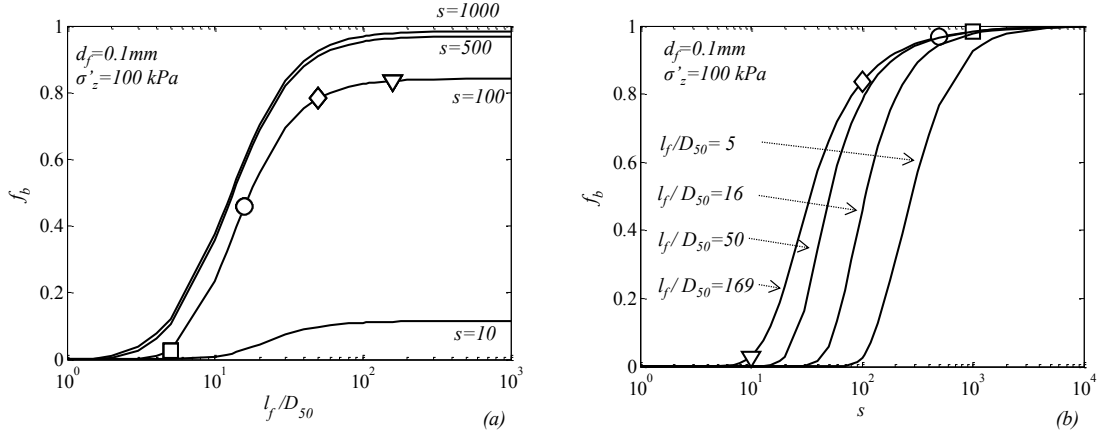 s=1000
s=500
s=100
s=10
d_f=0.1mm
σ'_z=100 kPa
1
0.8
0.6
0.4
0.2
0
f_b
10^0
10^1
10^2
10^3
l_f/D_50
(a)
d_f=0.1mm
σ'_z=100 kPa
l_f/D_50= 5
l_f/D_50=16
l_f/D_50=50
l_f/D_50=169
1
0.8
0.6
0.4
0.2
0
f_b
10^0
10^1
10^2
10^3
10^4
s
(b)